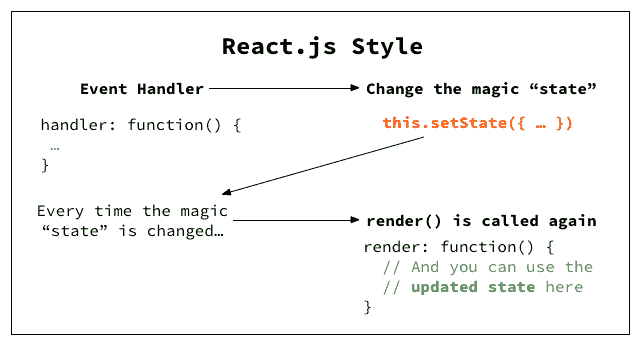 React.js Style
Event Handler
Change the magic “state”
handler: function() {
…
}
this.setState({ … })
Every time the magic
“state” is changed…
render() is called again
render: function() {
// And you can use the
// updated state here
}